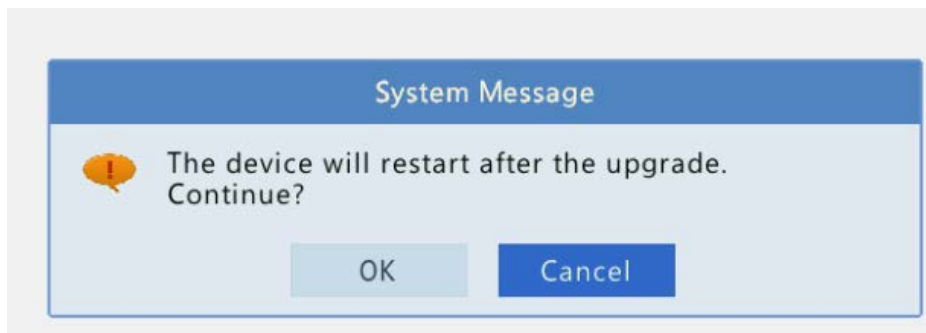 System Message
The device will restart after the upgrade.
Continue?
OK
Cancel